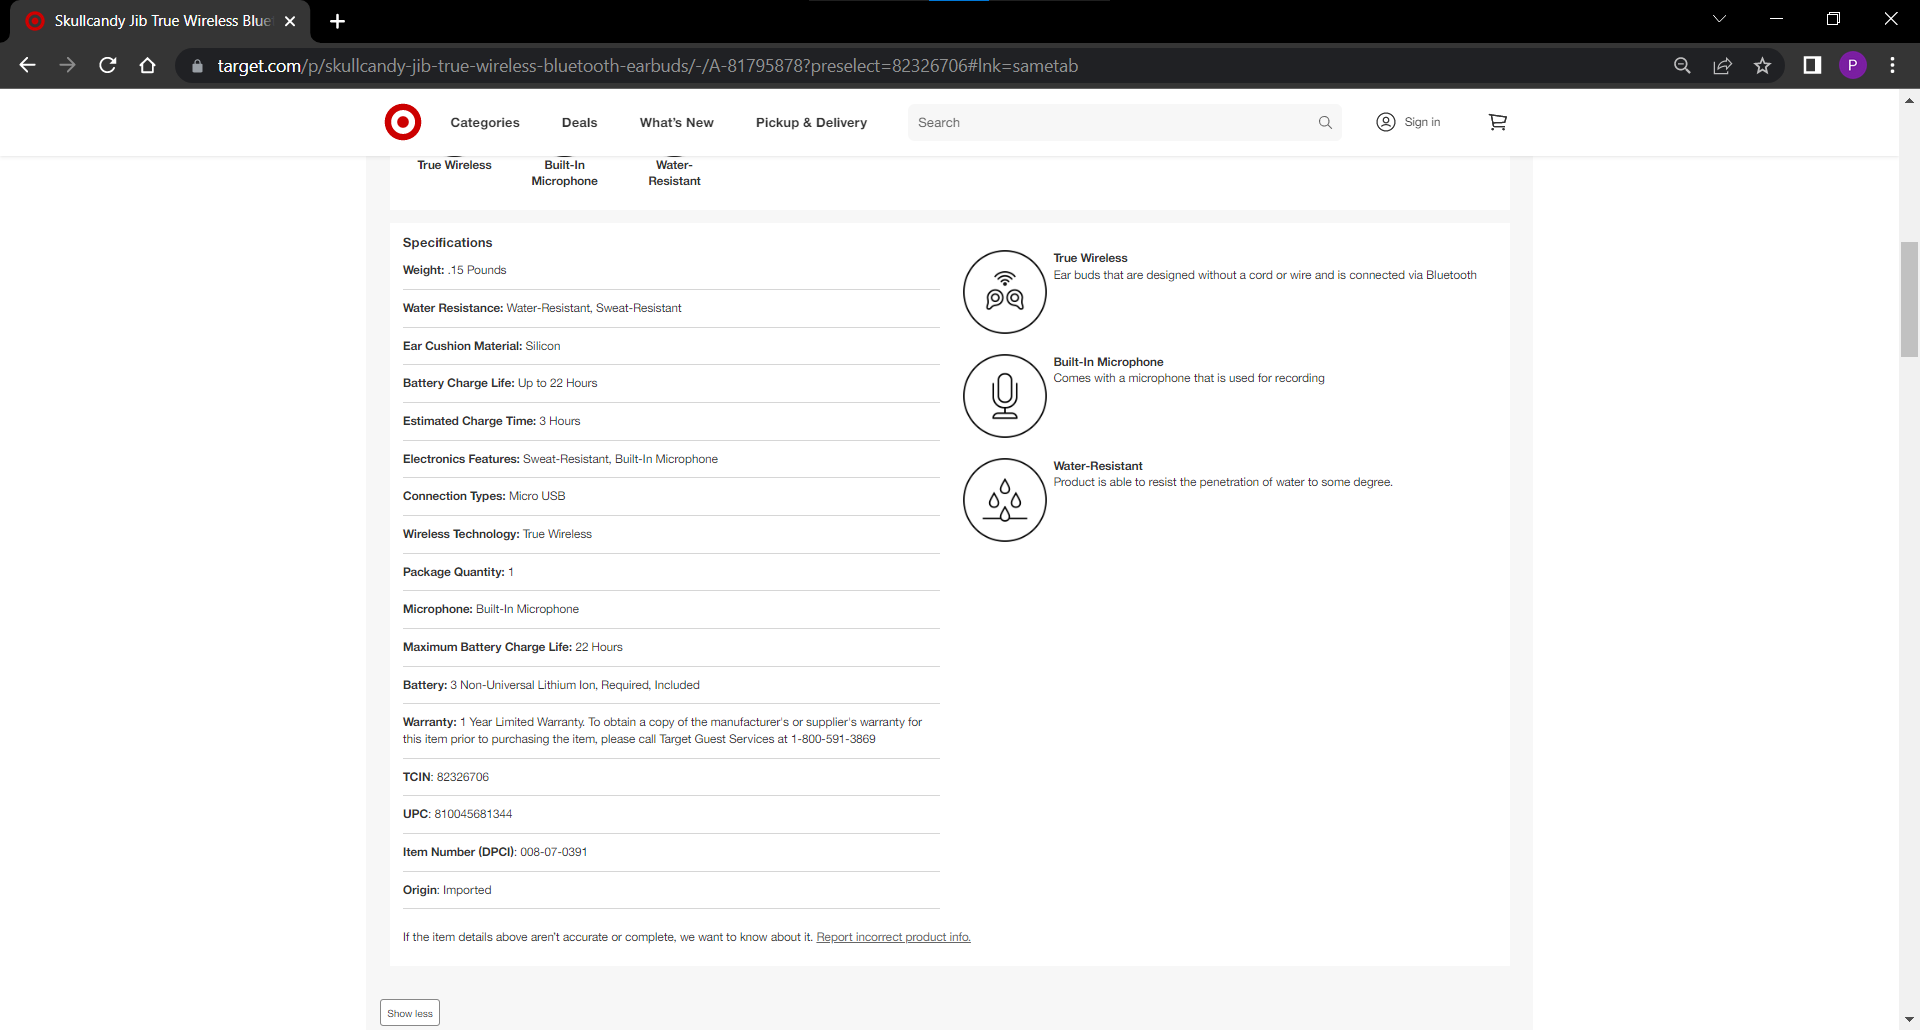 Skullcandy Jib True Wireless Blue
target.com/p/skullcandy-jib-true-wireless-bluetooth-earbuds/-/A-81795878?preselect=82326706#lnk=sametab
P
Categories
Deals
What's New
Pickup & Delivery
Search
Sign in
True Wireless
Built-In
Microphone
Water-
Resistant
Specifications
Weight: .15 Pounds
Water Resistance: Water-Resistant, Sweat-Resistant
Ear Cushion Material: Silicon
Battery Charge Life: Up to 22 Hours
Estimated Charge Time: 3 Hours
Electronics Features: Sweat-Resistant, Built-In Microphone
Connection Types: Micro USB
Wireless Technology: True Wireless
Package Quantity: 1
Microphone: Built-In Microphone
Maximum Battery Charge Life: 22 Hours
Battery: 3 Non-Universal Lithium Ion, Required, Included
Warranty: 1 Year Limited Warranty. To obtain a copy of the manufacturer's or supplier's warranty for
this item prior to purchasing the item, please call Target Guest Services at 1-800-591-3869
TCIN: 82326706
UPC: 810045681344
Item Number (DPCI): 008-07-0391
Origin: Imported
If the item details above aren't accurate or complete, we want to know about it. Report incorrect product info.
True Wireless
Ear buds that are designed without a cord or wire and is connected via Bluetooth
Built-In Microphone
Comes with a microphone that is used for recording
Water-Resistant
Product is able to resist the penetration of water to some degree.
Show less